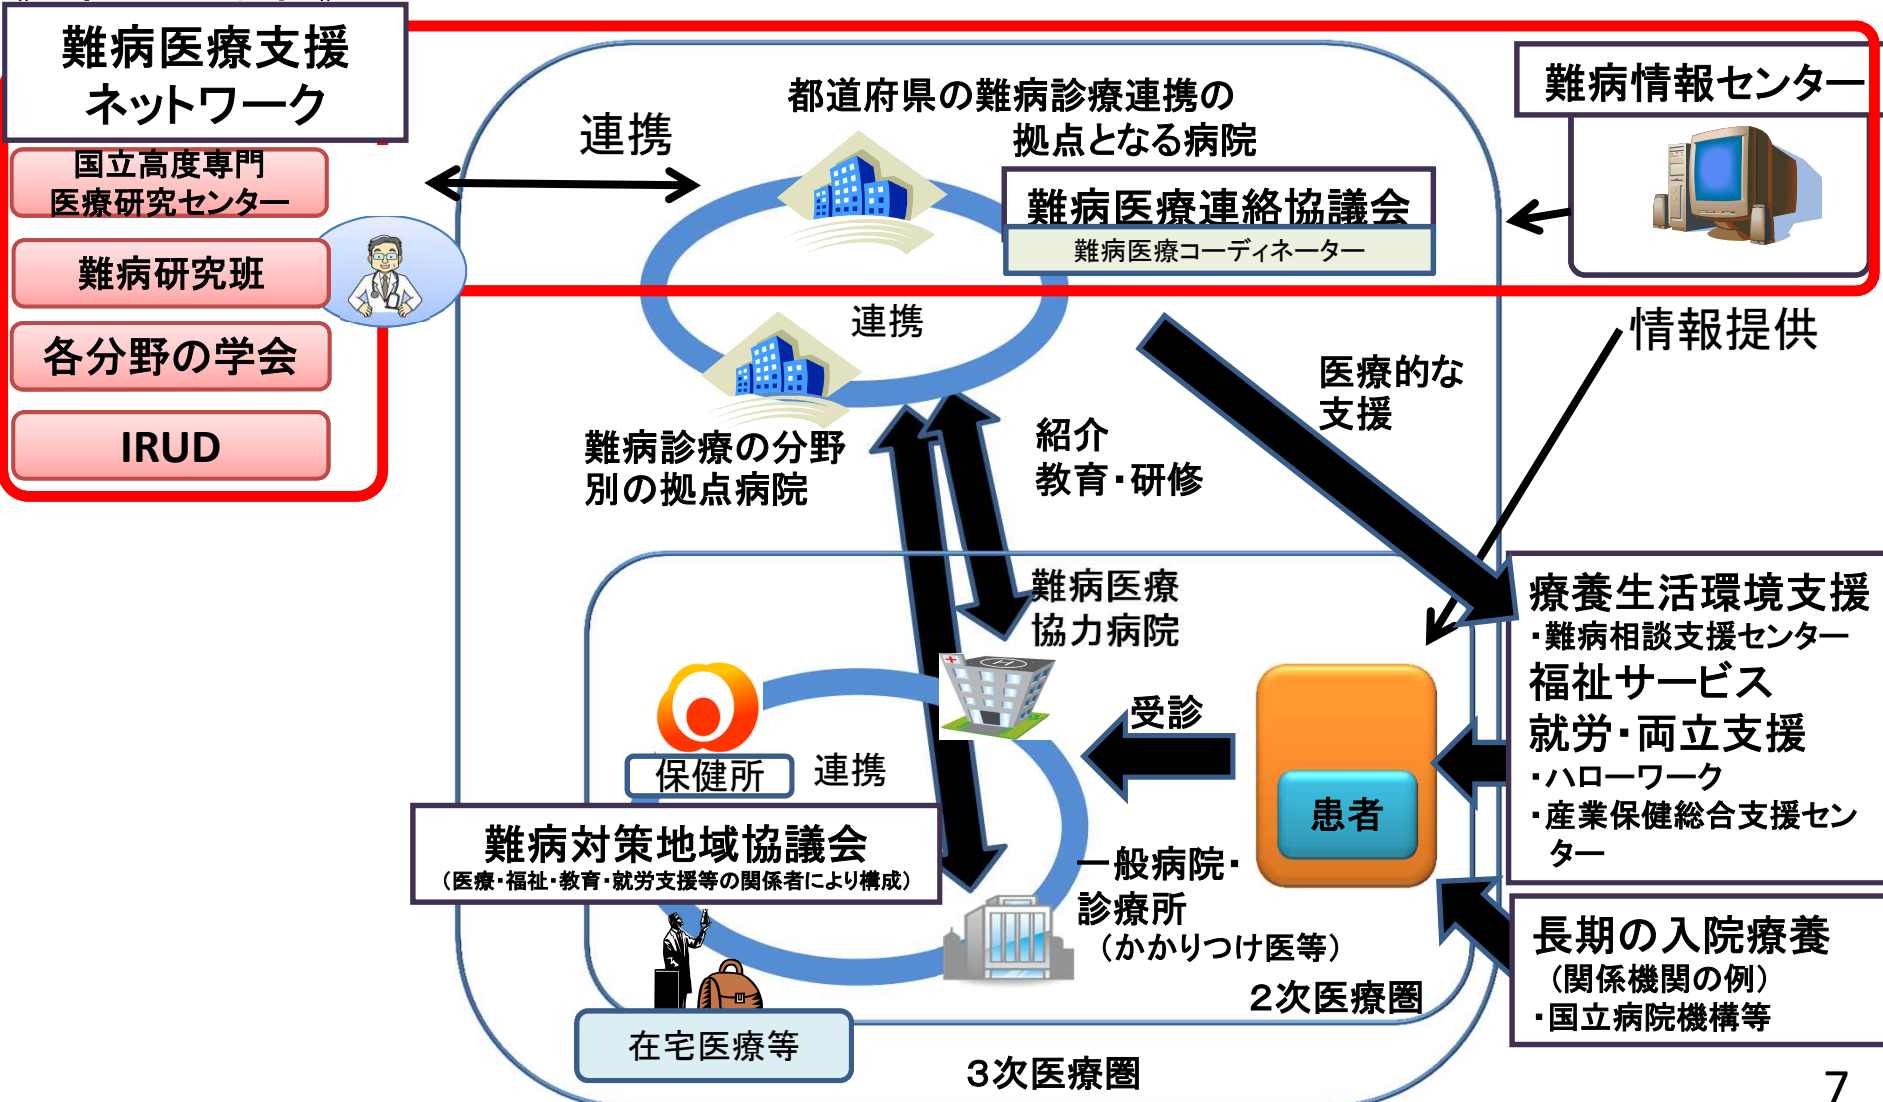 難病医療支援
ネットワーク
国立高度専門
医療研究センター
難病研究班
各分野の学会
IRUD
連携
都道府県の難病診療連携の
拠点となる病院
難病医療連絡協議会
難病医療コーディネーター
難病情報センター
連携
情報提供
医療的な
支援
難病診療の分野
別の拠点病院
紹介
教育・研修
難病医療
協力病院
受診
保健所
連携
患者
難病対策地域協議会
（医療・福祉・教育・就労支援等の関係者により構成）
一般病院・
診療所
（かかりつけ医等）
在宅医療等
２次医療圏
３次医療圏
療養生活環境支援
・難病相談支援センター
福祉サービス
就労・両立支援
・ハローワーク
・産業保健総合支援セン
ター
長期の入院療養
（関係機関の例）
・国立病院機構等
7